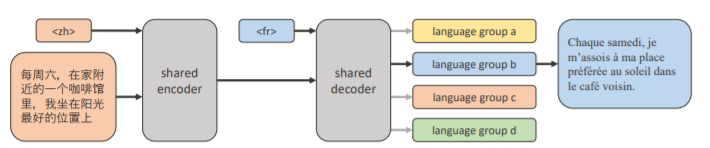 <zh>
每周六，在家附
近的一个咖啡馆
里，我坐在阳光
最好的位置上
shared
encoder
<fr>
shared
decoder
language group a
language group b
language group c
language group d
Chaque samedi, je
m'assois à ma place
préférée au soleil dans
le café voisin.